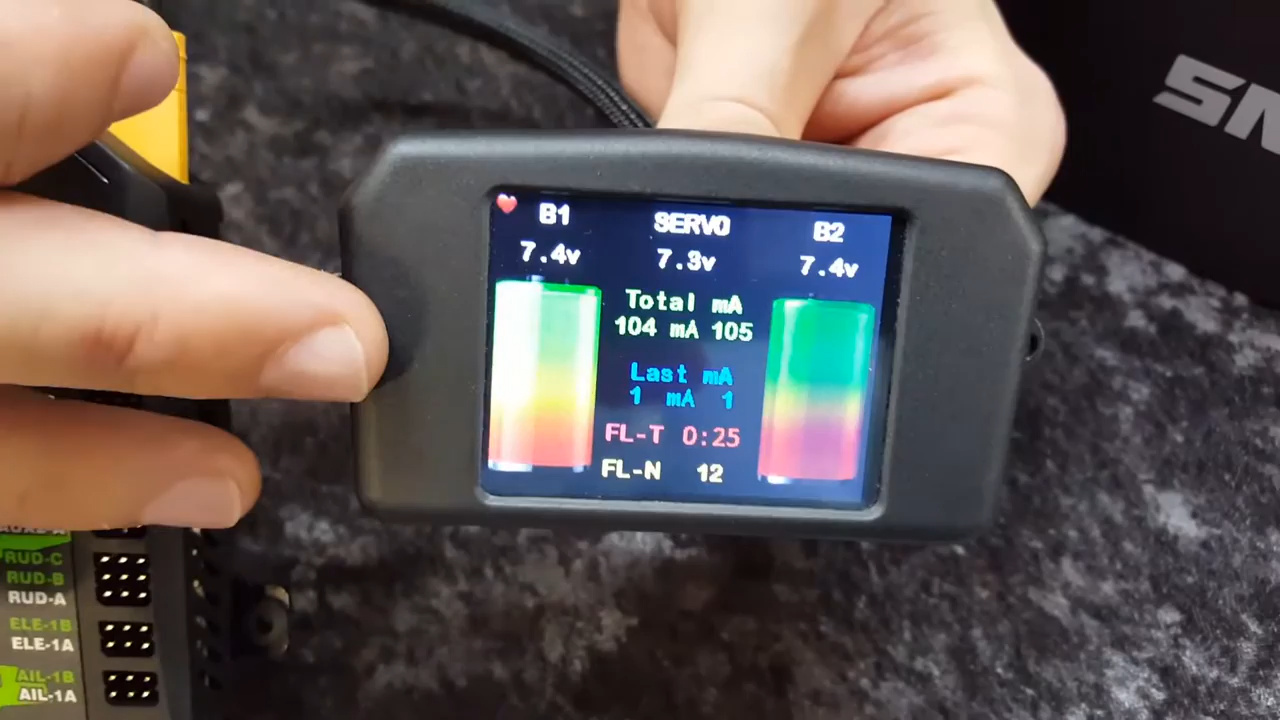 B1 SERVO B2
7.4v 7.3v 7.4v
Total mA
104 mA 105
Last mA
1 mA 1
FL-T 0:25
FL-N 12
RUD-C
RUD-B
RUD-A
ELE-1B
ELE-1A
AIL-1B
AIL-1A